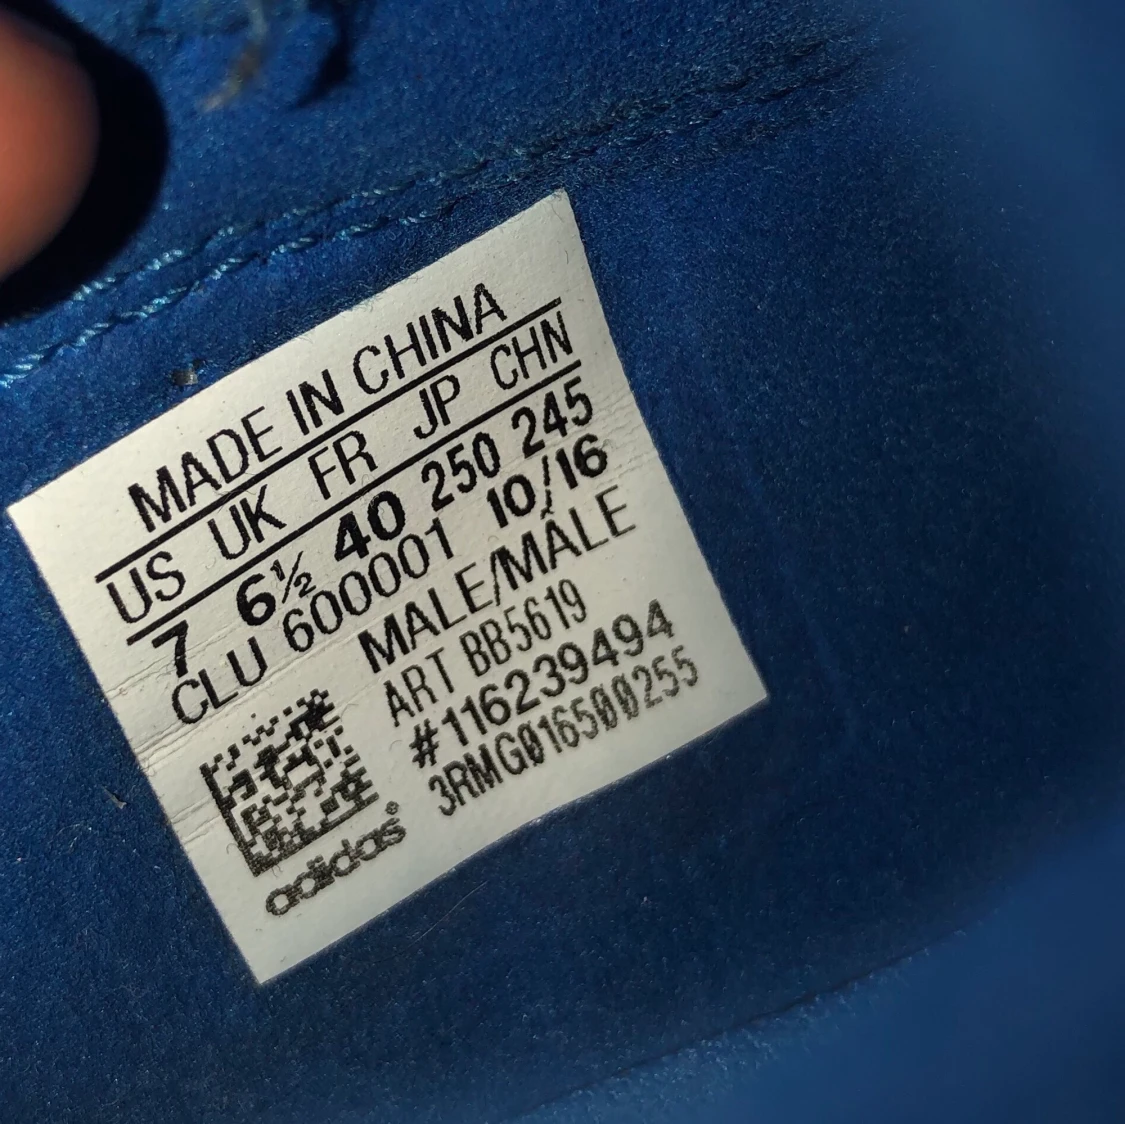 MADE IN CHINA
US UK FR JP CHN
7 6½ 40 250 245
CLU 600001 10/16
MALE/MÂLE
ART BB5619
#116239494
3RMG016500255
adidas®